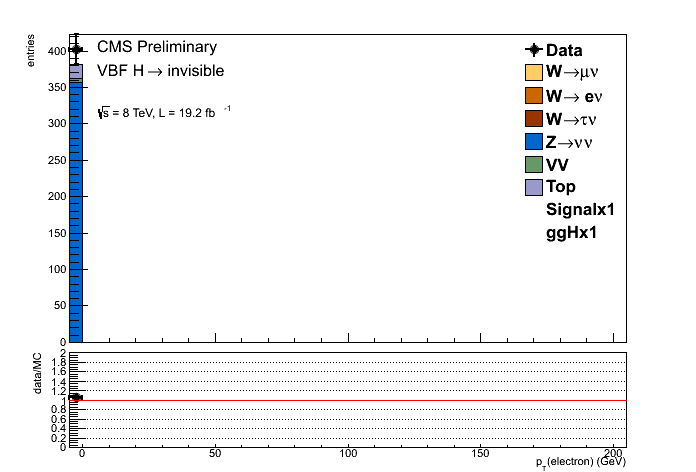 entries
400
350
300
250
200
150
100
50
0
CMS Preliminary
VBF H → invisible
√s = 8 TeV, L = 19.2 fb -1
Data
W→μν
W→ eν
W→τν
Z→νν
VV
Top
Signalx1
ggHx1
data/MC
2
1.8
1.6
1.4
1.2
1
0.8
0.6
0.4
0.2
0
0 50 100 150 200
pT(electron) (GeV)